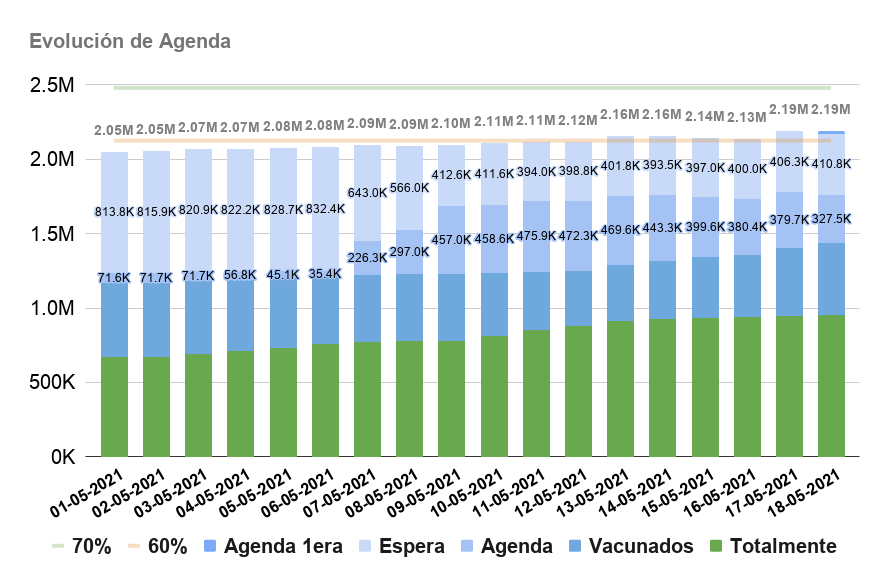 Evolución de Agenda
2.5M
2.05M 2.05M 2.07M 2.07M 2.08M 2.08M 2.09M 2.09M 2.10M 2.11M 2.11M 2.12M 2.16M 2.16M 2.14M 2.13M 2.19M 2.19M
2.0M
813.8K 815.9K 820.9K 822.2K 828.7K 832.4K 643.0K 566.0K 412.6K 411.6K 394.0K 398.8K 401.8K 393.5K 397.0K 400.0K 406.3K 410.8K
1.5M
71.6K 71.7K 71.7K 56.8K 45.1K 35.4K 226.3K 297.0K 457.0K 458.6K 475.9K 472.3K 469.6K 443.3K 399.6K 380.4K 379.7K 327.5K
1.0M
500K
0K
01-05-2021 02-05-2021 03-05-2021 04-05-2021 05-05-2021 06-05-2021 07-05-2021 08-05-2021 09-05-2021 10-05-2021 11-05-2021 12-05-2021 13-05-2021 14-05-2021 15-05-2021 16-05-2021 17-05-2021 18-05-2021
70% 60% Agenda 1era Espera Agenda Vacunados Totalmente